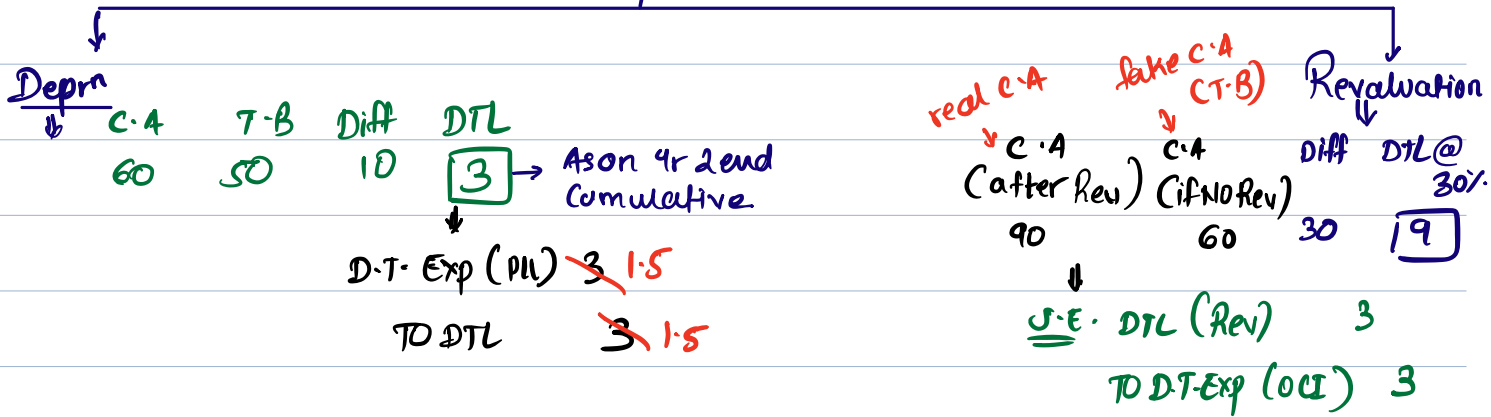 Deprn
C.A T-B Diff DTL
60 50 10 3 → As on yr 2 end
Cumulative
D.T. Exp (P/L) 3 1.5
TO DTL 3 1.5
real C.A
fake C.A
(T.B)
Revaluation
C.A C.A Diff DTL@
(after Rev) (if NO Rev) 30%
90 60 30 9
J.E. DTL (Rev) 3
TO D.T.Exp (OCI) 3